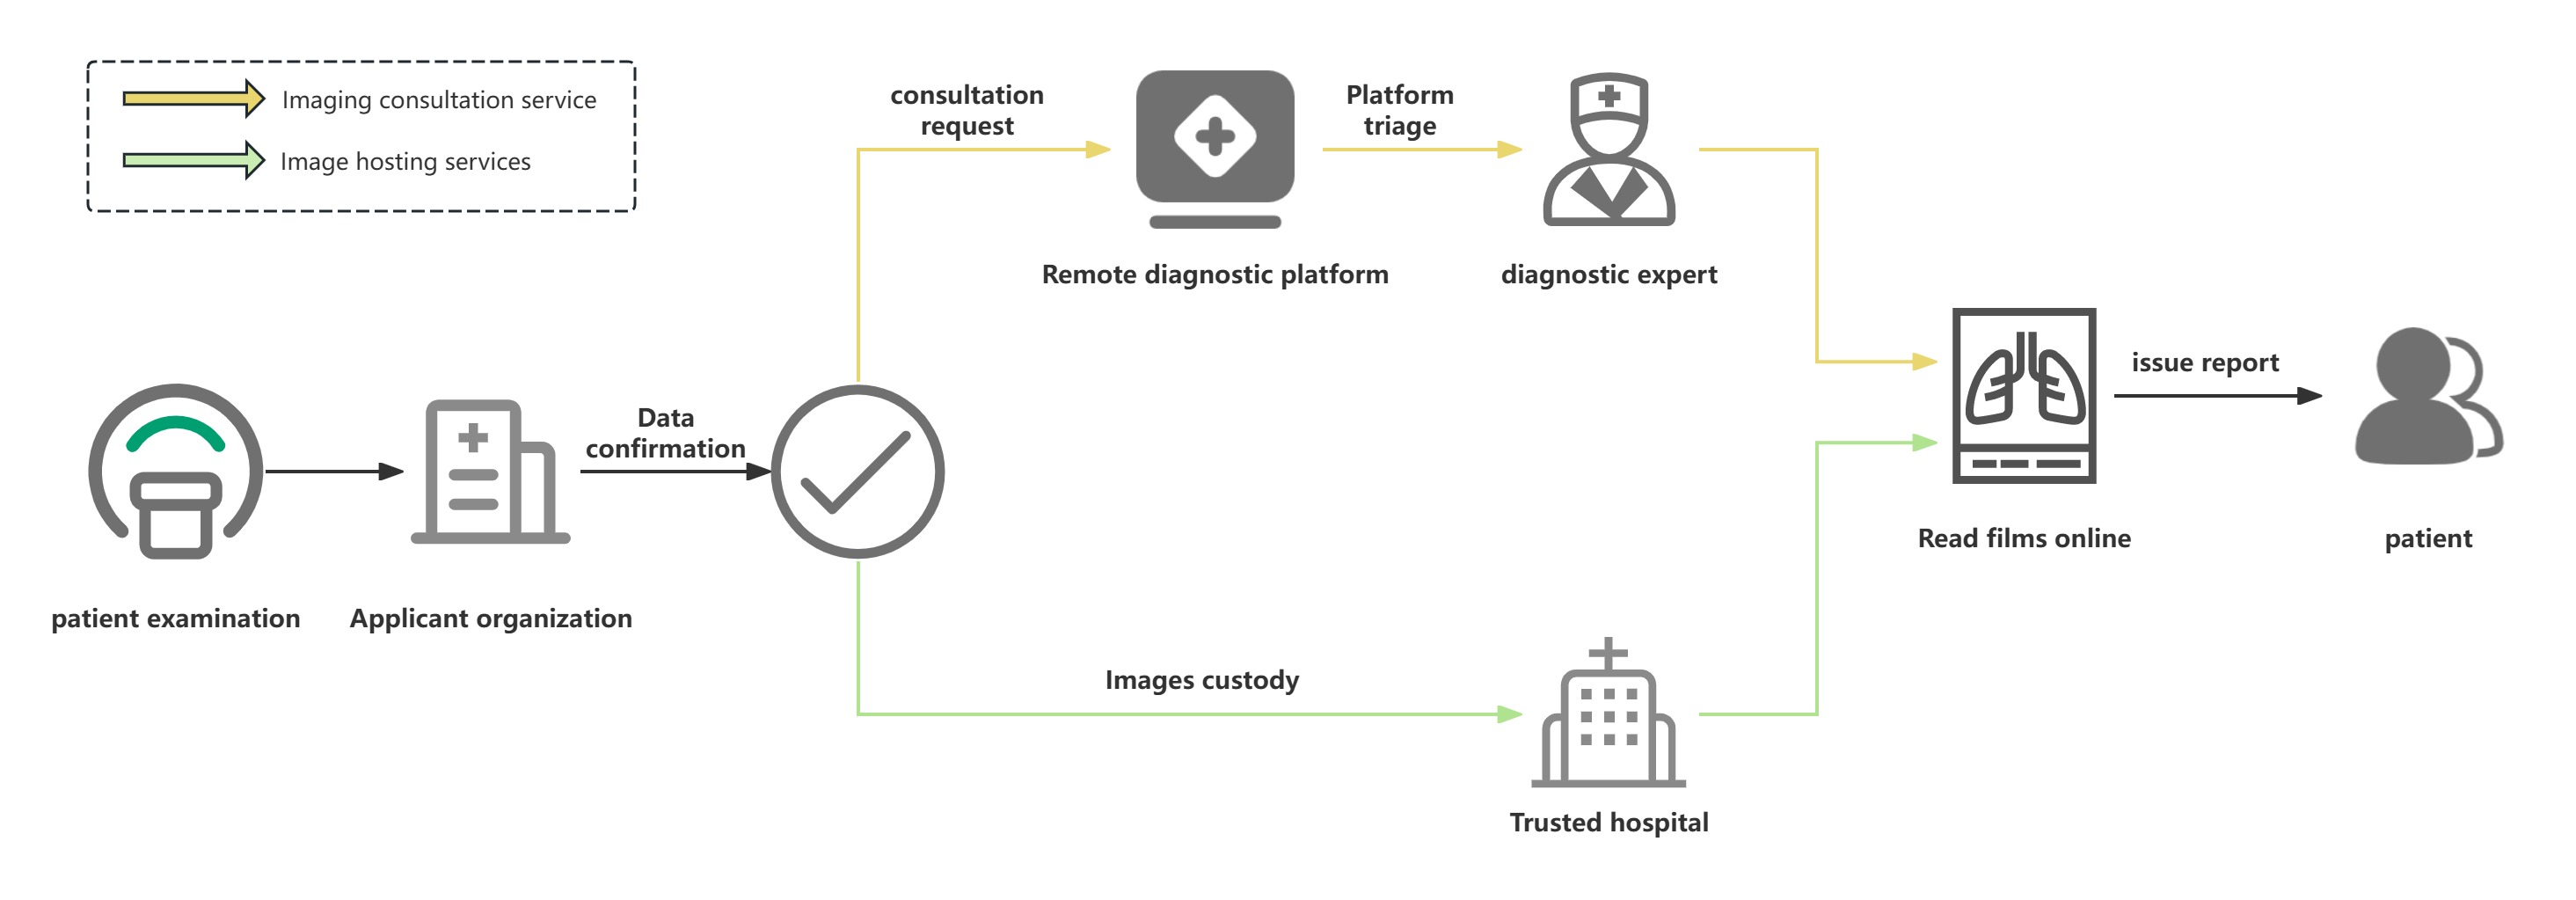 Imaging consultation service
Image hosting services
consultation
request
Platform
triage
Remote diagnostic platform
diagnostic expert
Data
confirmation
issue report
patient examination
Applicant organization
Read films online
patient
Images custody
Trusted hospital